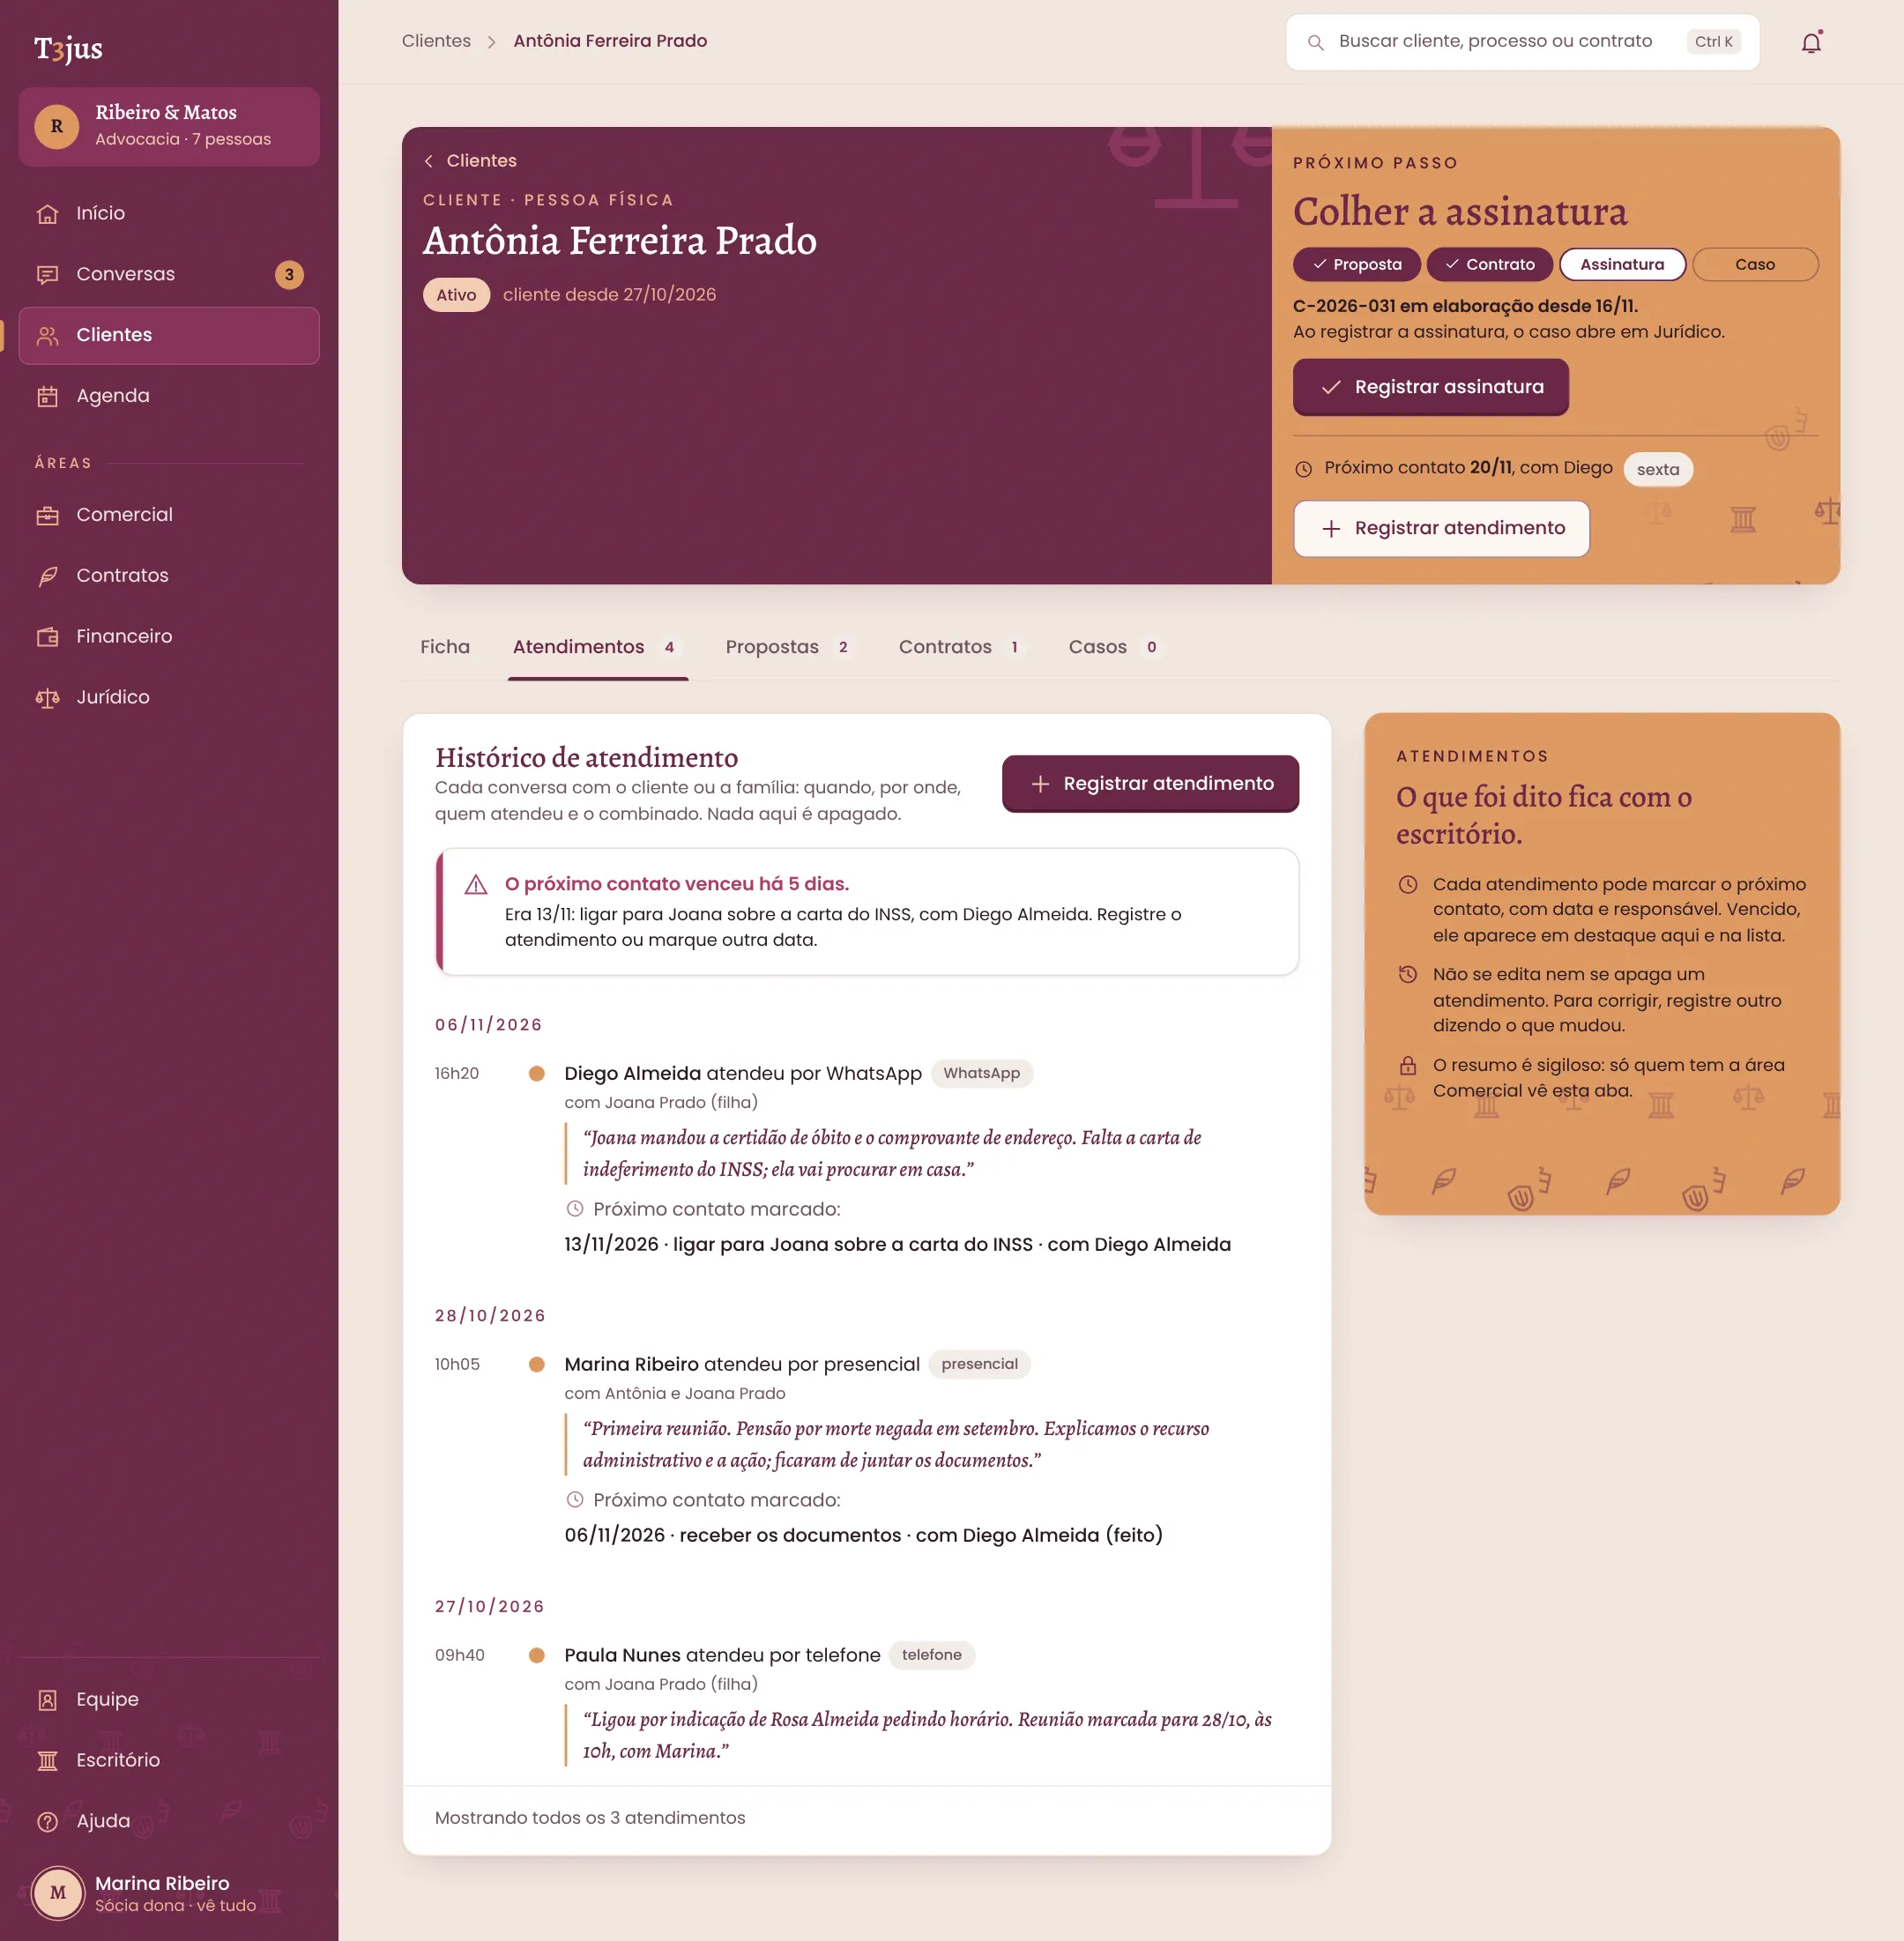 T3jus
R
Ribeiro & Matos
Advocacia · 7 pessoas
Início
Conversas 3
Clientes
Agenda
ÁREAS
Comercial
Contratos
Financeiro
Jurídico
Equipe
Escritório
Ajuda
M
Marina Ribeiro
Sócia dona · vê tudo
Clientes > Antônia Ferreira Prado
Buscar cliente, processo ou contrato Ctrl K
Clientes
CLIENTE · PESSOA FÍSICA
Antônia Ferreira Prado
Ativo cliente desde 27/10/2026
PRÓXIMO PASSO
Colher a assinatura
Proposta Contrato Assinatura Caso
C-2026-031 em elaboração desde 16/11.
Ao registrar a assinatura, o caso abre em Jurídico.
Registrar assinatura
Próximo contato 20/11, com Diego sexta
Registrar atendimento
Ficha Atendimentos 4 Propostas 2 Contratos 1 Casos 0
Histórico de atendimento
Cada conversa com o cliente ou a família: quando, por onde,
quem atendeu e o combinado. Nada aqui é apagado.
Registrar atendimento
O próximo contato venceu há 5 dias.
Era 13/11: ligar para Joana sobre a carta do INSS, com Diego Almeida. Registre o
atendimento ou marque outra data.
06/11/2026
16h20 Diego Almeida atendeu por WhatsApp WhatsApp
com Joana Prado (filha)
“Joana mandou a certidão de óbito e o comprovante de endereço. Falta a carta de
indeferimento do INSS; ela vai procurar em casa.”
Próximo contato marcado:
13/11/2026 · ligar para Joana sobre a carta do INSS · com Diego Almeida
28/10/2026
10h05 Marina Ribeiro atendeu por presencial presencial
com Antônia e Joana Prado
“Primeira reunião. Pensão por morte negada em setembro. Explicamos o recurso
administrativo e a ação; ficaram de juntar os documentos.”
Próximo contato marcado:
06/11/2026 · receber os documentos · com Diego Almeida (feito)
27/10/2026
09h40 Paula Nunes atendeu por telefone telefone
com Joana Prado (filha)
“Ligou por indicação de Rosa Almeida pedindo horário. Reunião marcada para 28/10, às
10h, com Marina.”
Mostrando todos os 3 atendimentos
ATENDIMENTOS
O que foi dito fica com o
escritório.
Cada atendimento pode marcar o próximo
contato, com data e responsável. Vencido,
ele aparece em destaque aqui e na lista.
Não se edita nem se apaga um
atendimento. Para corrigir, registre outro
dizendo o que mudou.
O resumo é sigiloso: só quem tem a área
Comercial vê esta aba.